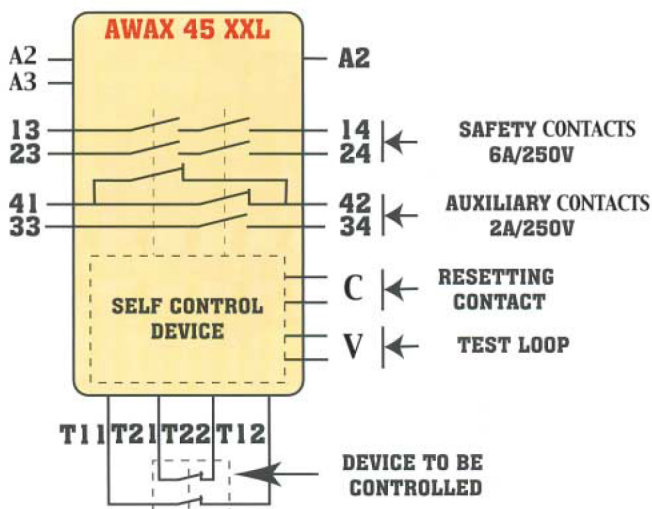 AWAX 45 XXL
A2
A2
A3
13
14
SAFETY CONTACTS
23
24
6A/250V
41
42
AUXILIARY CONTACTS
33
34
2A/250V
SELF CONTROL
DEVICE
C
RESETTING
CONTACT
V
TEST LOOP
T11 T21 T22 T12
DEVICE TO BE
CONTROLLED